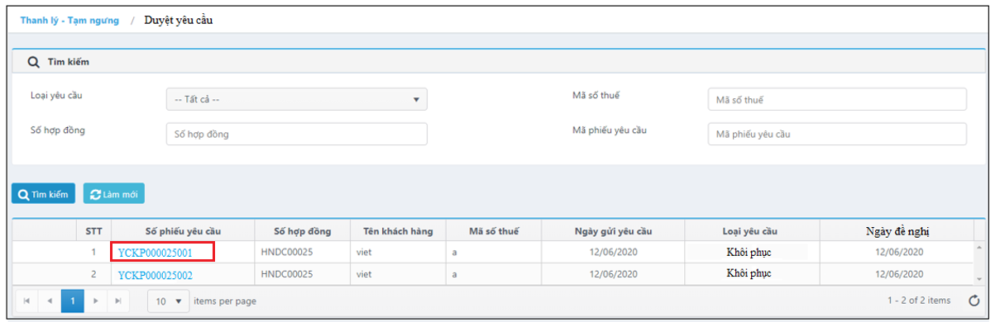 Thanh lý - Tạm ngưng / Duyệt yêu cầu
Tìm kiếm
Loại yêu cầu -- Tất cả -- Mã số thuế Mã số thuế
Số hợp đồng Số hợp đồng Mã phiếu yêu cầu Mã phiếu yêu cầu
Tìm kiếm Làm mới
STT Số phiếu yêu cầu Số hợp đồng Tên khách hàng Mã số thuế Ngày gửi yêu cầu Loại yêu cầu Ngày đề nghị
1 YCKP000025001 HNDC00025 viet a 12/06/2020 Khôi phục 12/06/2020
2 YCKP000025002 HNDC00025 viet a 12/06/2020 Khôi phục 12/06/2020
1 10 items per page 1 - 2 of 2 items